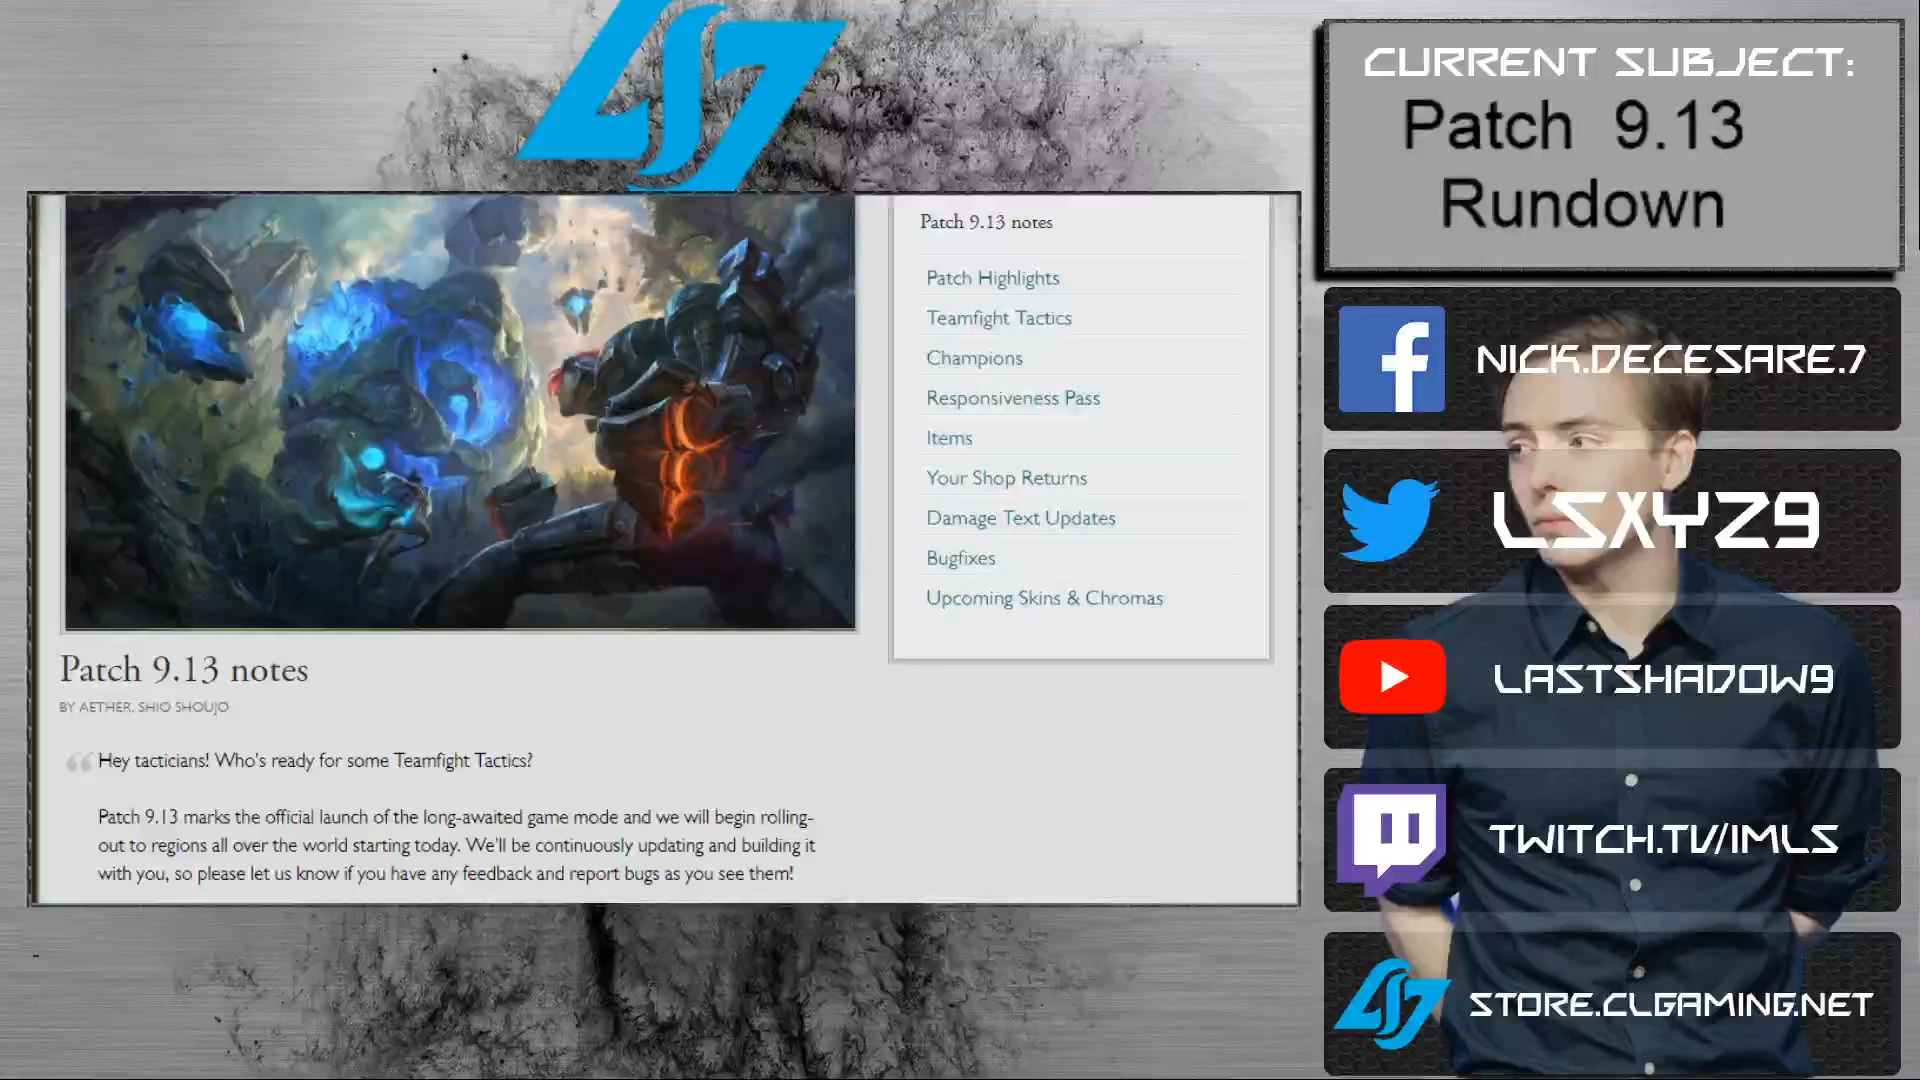 CURRENT SUBJECT:
Patch 9.13
Rundown
Patch 9.13 notes
Patch Highlights
Teamfight Tactics
Champions
Responsiveness Pass
Items
Your Shop Returns
Damage Text Updates
Bugfixes
Upcoming Skins & Chromas
Patch 9.13 notes
BY AETHER, SHIO SHOUJO
Hey tacticians! Who's ready for some Teamfight Tactics?
Patch 9.13 marks the official launch of the long-awaited game mode and we will begin rolling-
out to regions all over the world starting today. We'll be continuously updating and building it
with you, so please let us know if you have any feedback and report bugs as you see them!
NICK.DECESARE.7
LSXYZ9
LASTSHADOW9
TWITCH.TV/IMLS
STORE.CLGAMING.NET